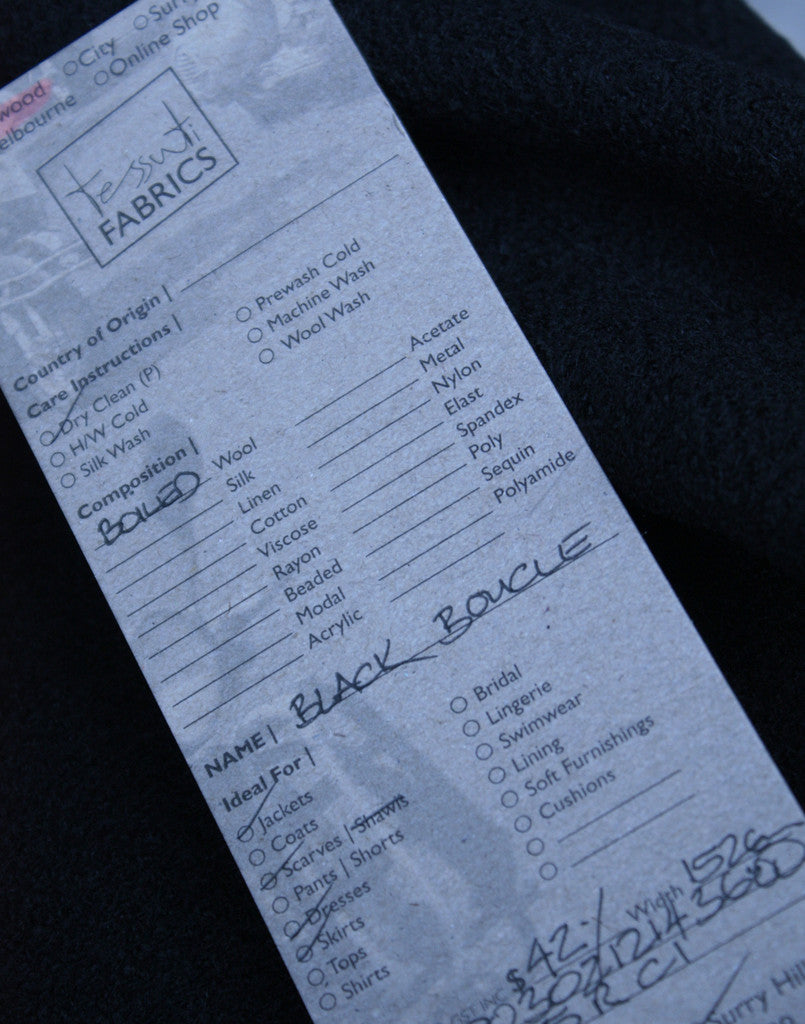 City
Online Shop
wood
elbourne
tessuti
FABRICS
Country of Origin |
Care Instructions |
Dry Clean (P)
H/W Cold
Silk Wash
Prewash Cold
Machine Wash
Wool Wash
Composition |
BOILED Wool
Silk
Linen
Cotton
Viscose
Rayon
Beaded
Modal
Acrylic
Acetate
Metal
Nylon
Elast
Spandex
Poly
Sequin
Polyamide
NAME | BLACK BOUCLE
Ideal For |
Jackets
Coats
Scarves | Shawls
Pants | Shorts
Dresses
Skirts
Tops
Shirts
Bridal
Lingerie
Swimwear
Lining
Soft Furnishings
Cushions
$42- Width